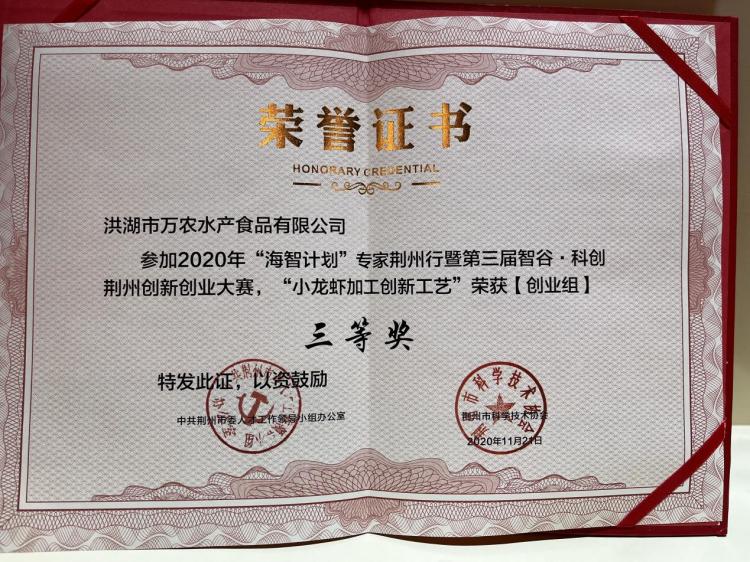 荣誉证书
HONORARY CREDENTIAL
洪湖市万农水产食品有限公司
参加2020年“海智计划”专家荆州行暨第三届智谷·科创
荆州创新创业大赛，“小龙虾加工创新工艺”荣获【创业组】
三等奖
特发此证，以资鼓励
中共荆州市委人才工作领导小组办公室
荆州市科学技术协会
2020年11月21日